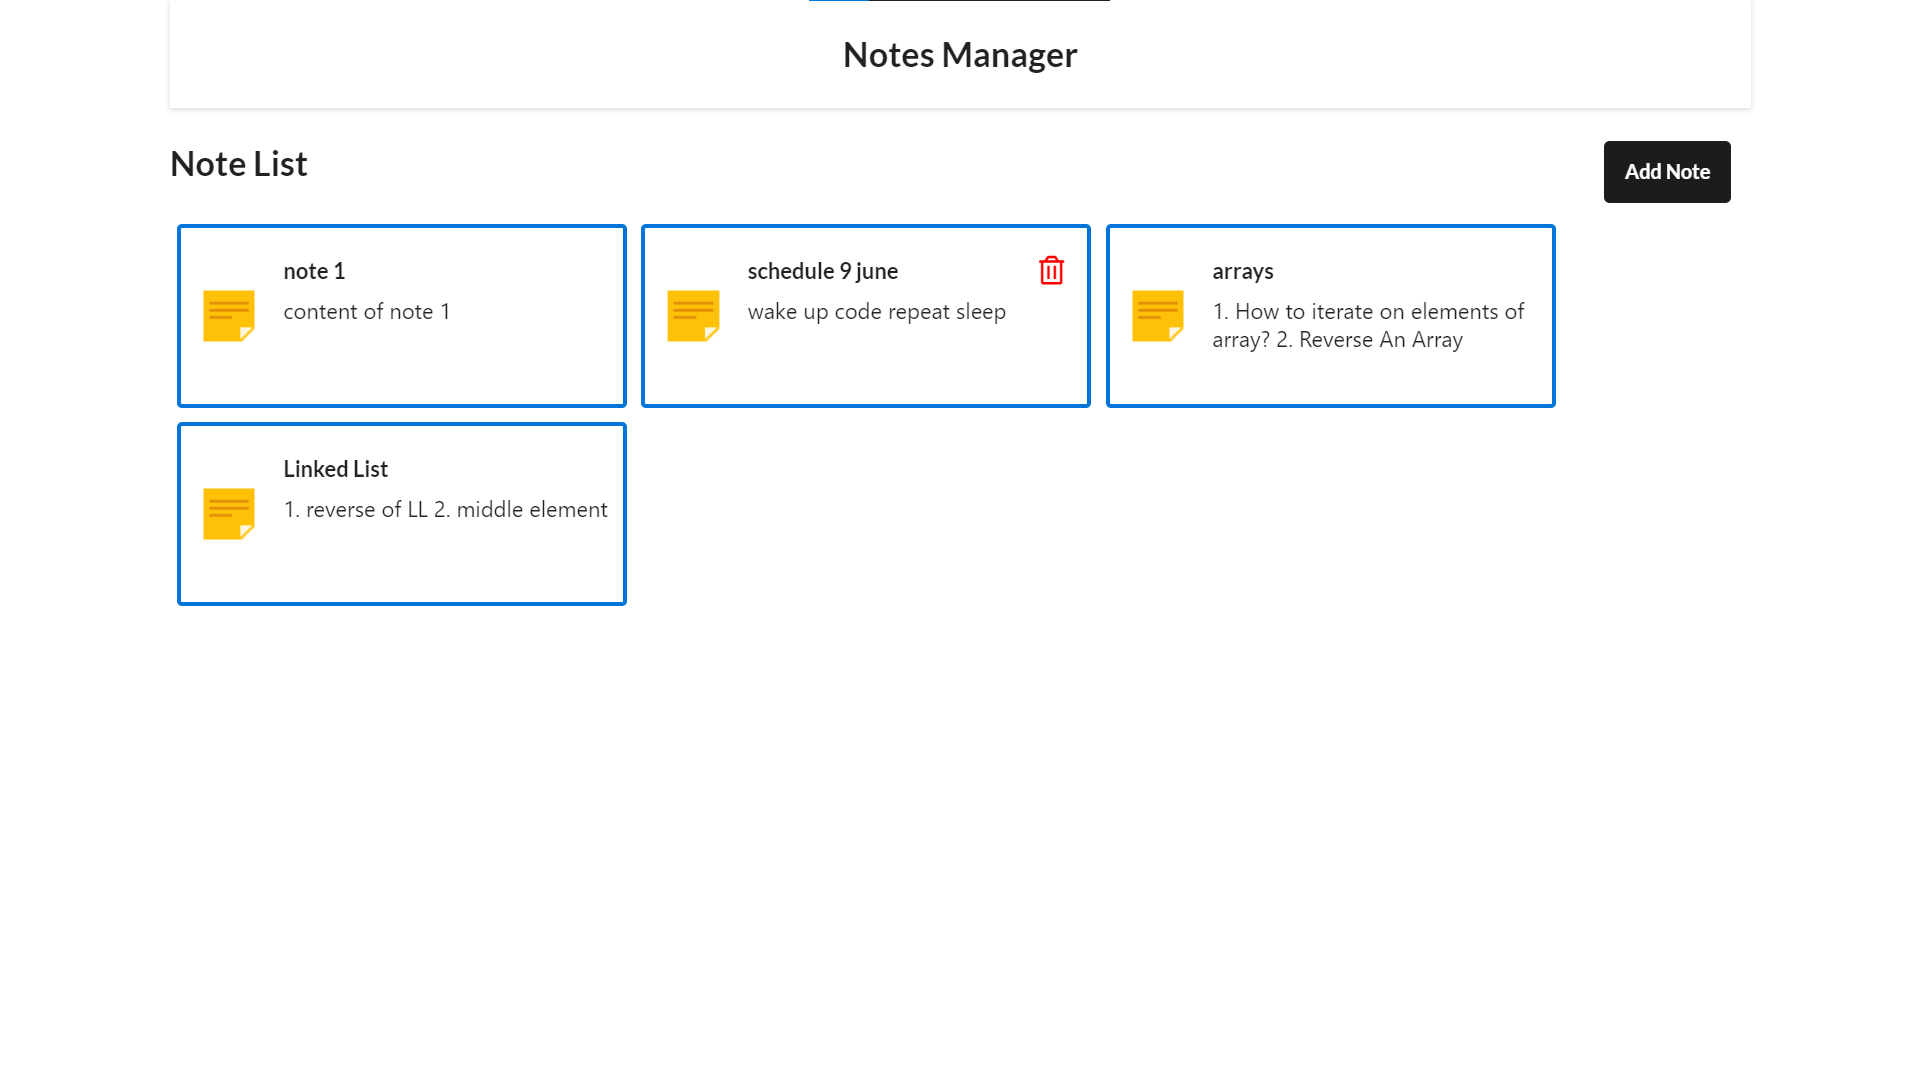 Notes Manager
Note List
Add Note
note 1
content of note 1
schedule 9 june
wake up code repeat sleep
arrays
1. How to iterate on elements of
array? 2. Reverse An Array
Linked List
1. reverse of LL 2. middle element